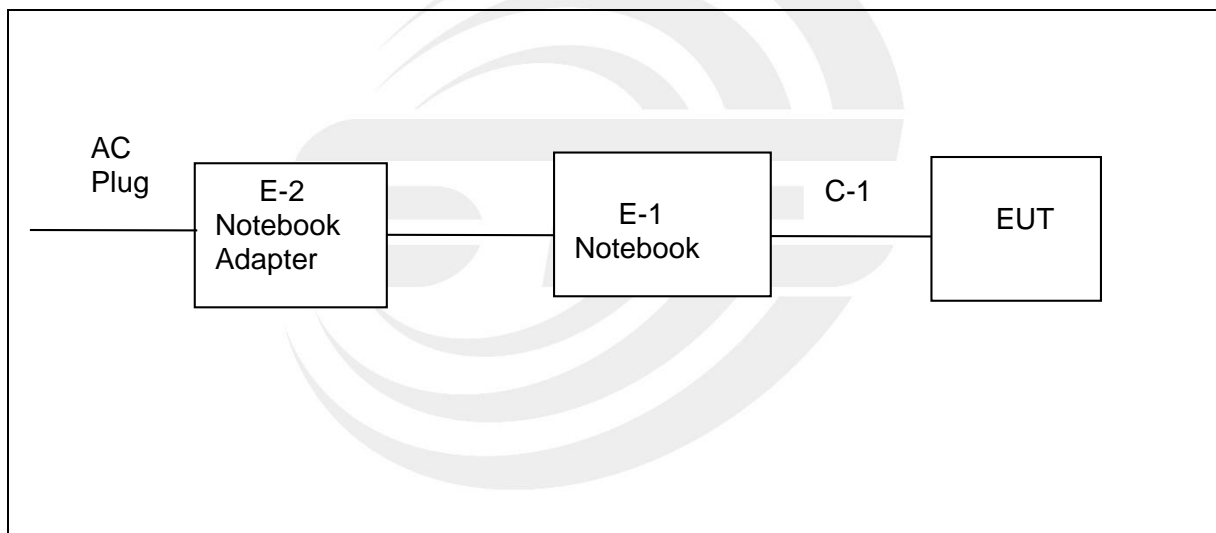 AC
Plug
E-2
Notebook
Adapter
E-1
Notebook
C-1
EUT